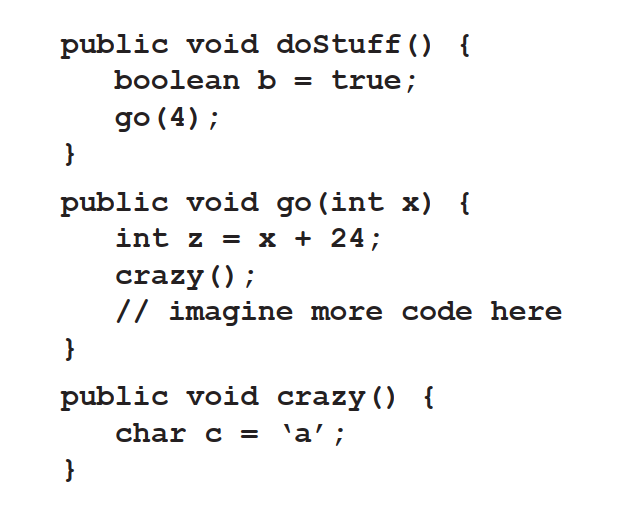 public void doStuff() {
   boolean b = true;
   go(4);
}
public void go(int x) {
   int z = x + 24;
   crazy();
   // imagine more code here
}
public void crazy() {
   char c = ‘a’;
}